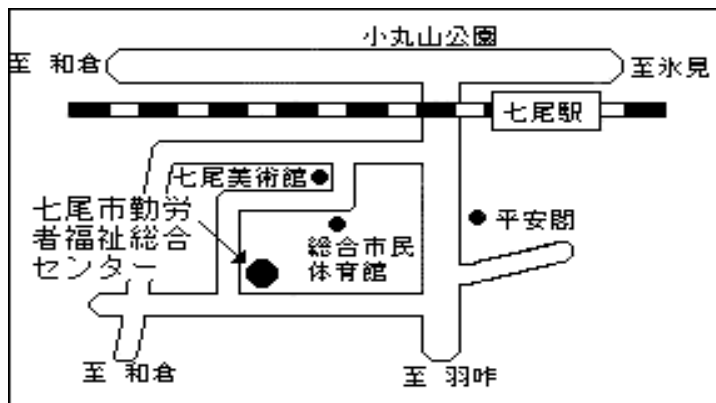 小丸山公園
至 和倉
至氷見
七尾駅
七尾美術館
七尾市勤労
者福祉総合
センター
平安閣
総合市民
体育館
至 和倉
至 羽咋